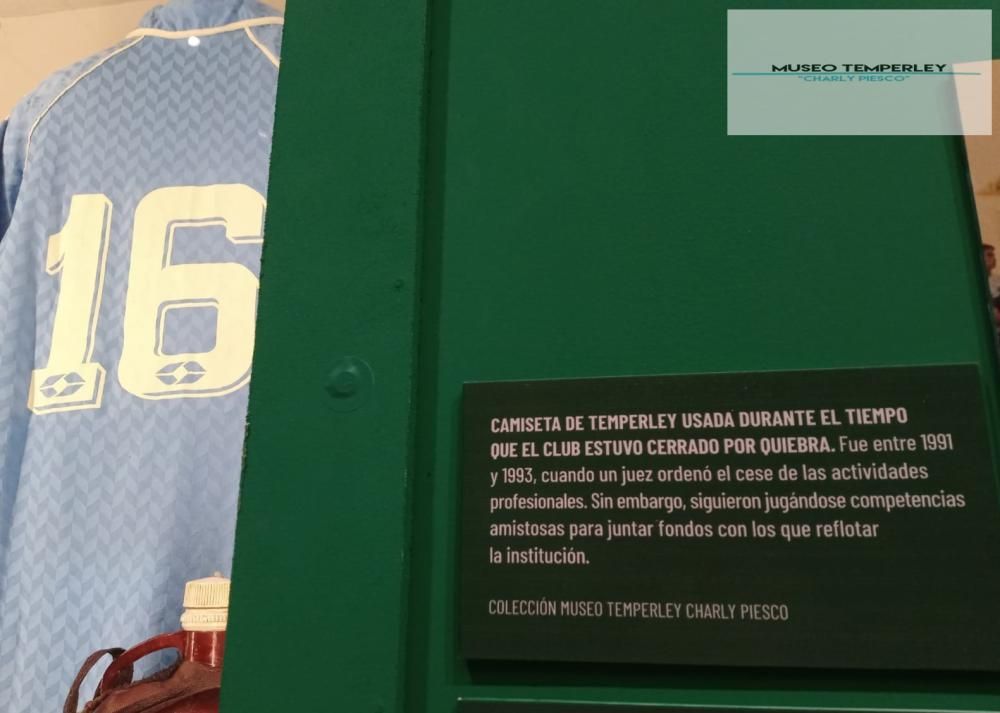 MUSEO TEMPERLEY
"CHARLY PIESCO"
16
CAMISETA DE TEMPERLEY USADA DURANTE EL TIEMPO
QUE EL CLUB ESTUVO CERRADO POR QUIEBRA. Fue entre 1991
y 1993, cuando un juez ordenó el cese de las actividades
profesionales. Sin embargo, siguieron jugándose competencias
amistosas para juntar fondos con los que reflotar
la institución.
COLECCIÓN MUSEO TEMPERLEY CHARLY PIESCO